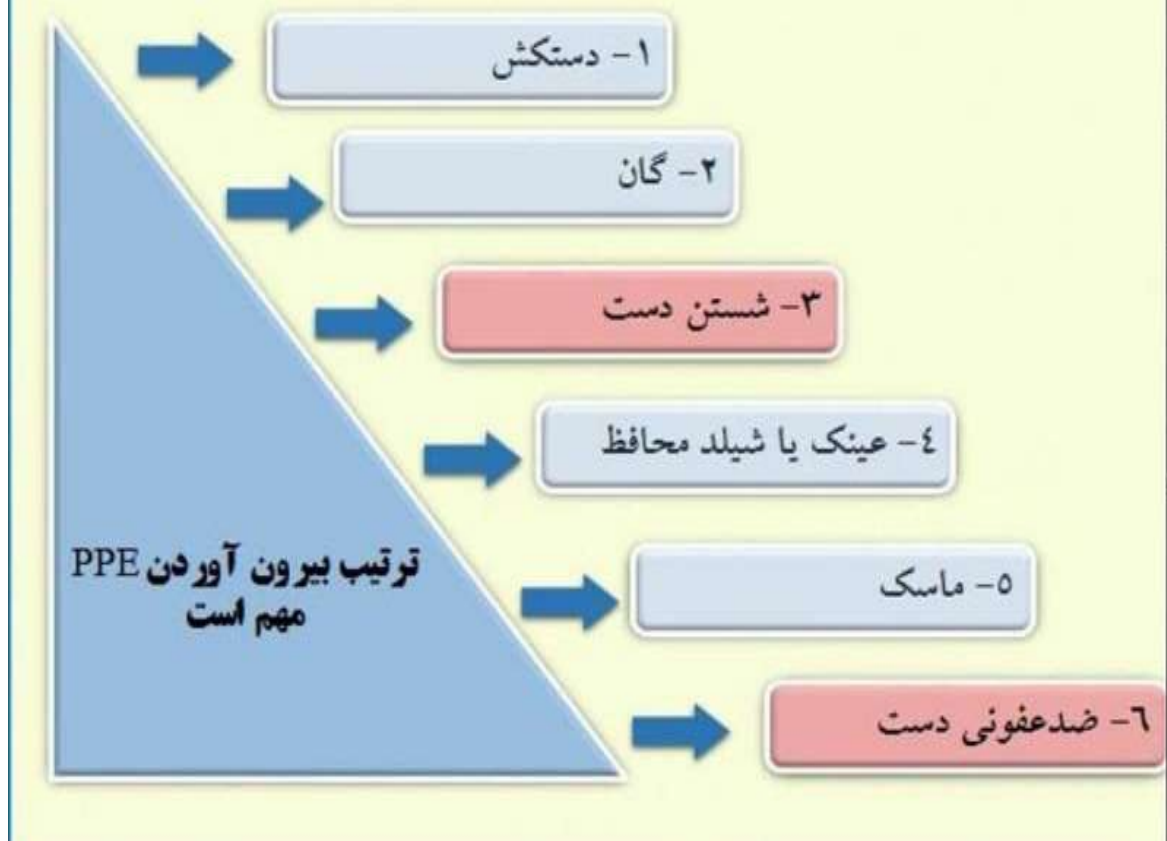 ۱- دستکش
۲- گان
۳- شستن دست
٤- عینک یا شیلد محافظ
٥- ماسک
٦- ضدعفونی دست
ترتیب بیرون آوردن PPE
مهم است